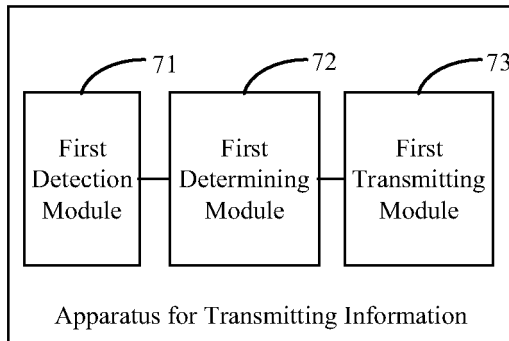 71
72
73
First
Detection
Module
First
Determining
Module
First
Transmitting
Module
Apparatus for Transmitting Information